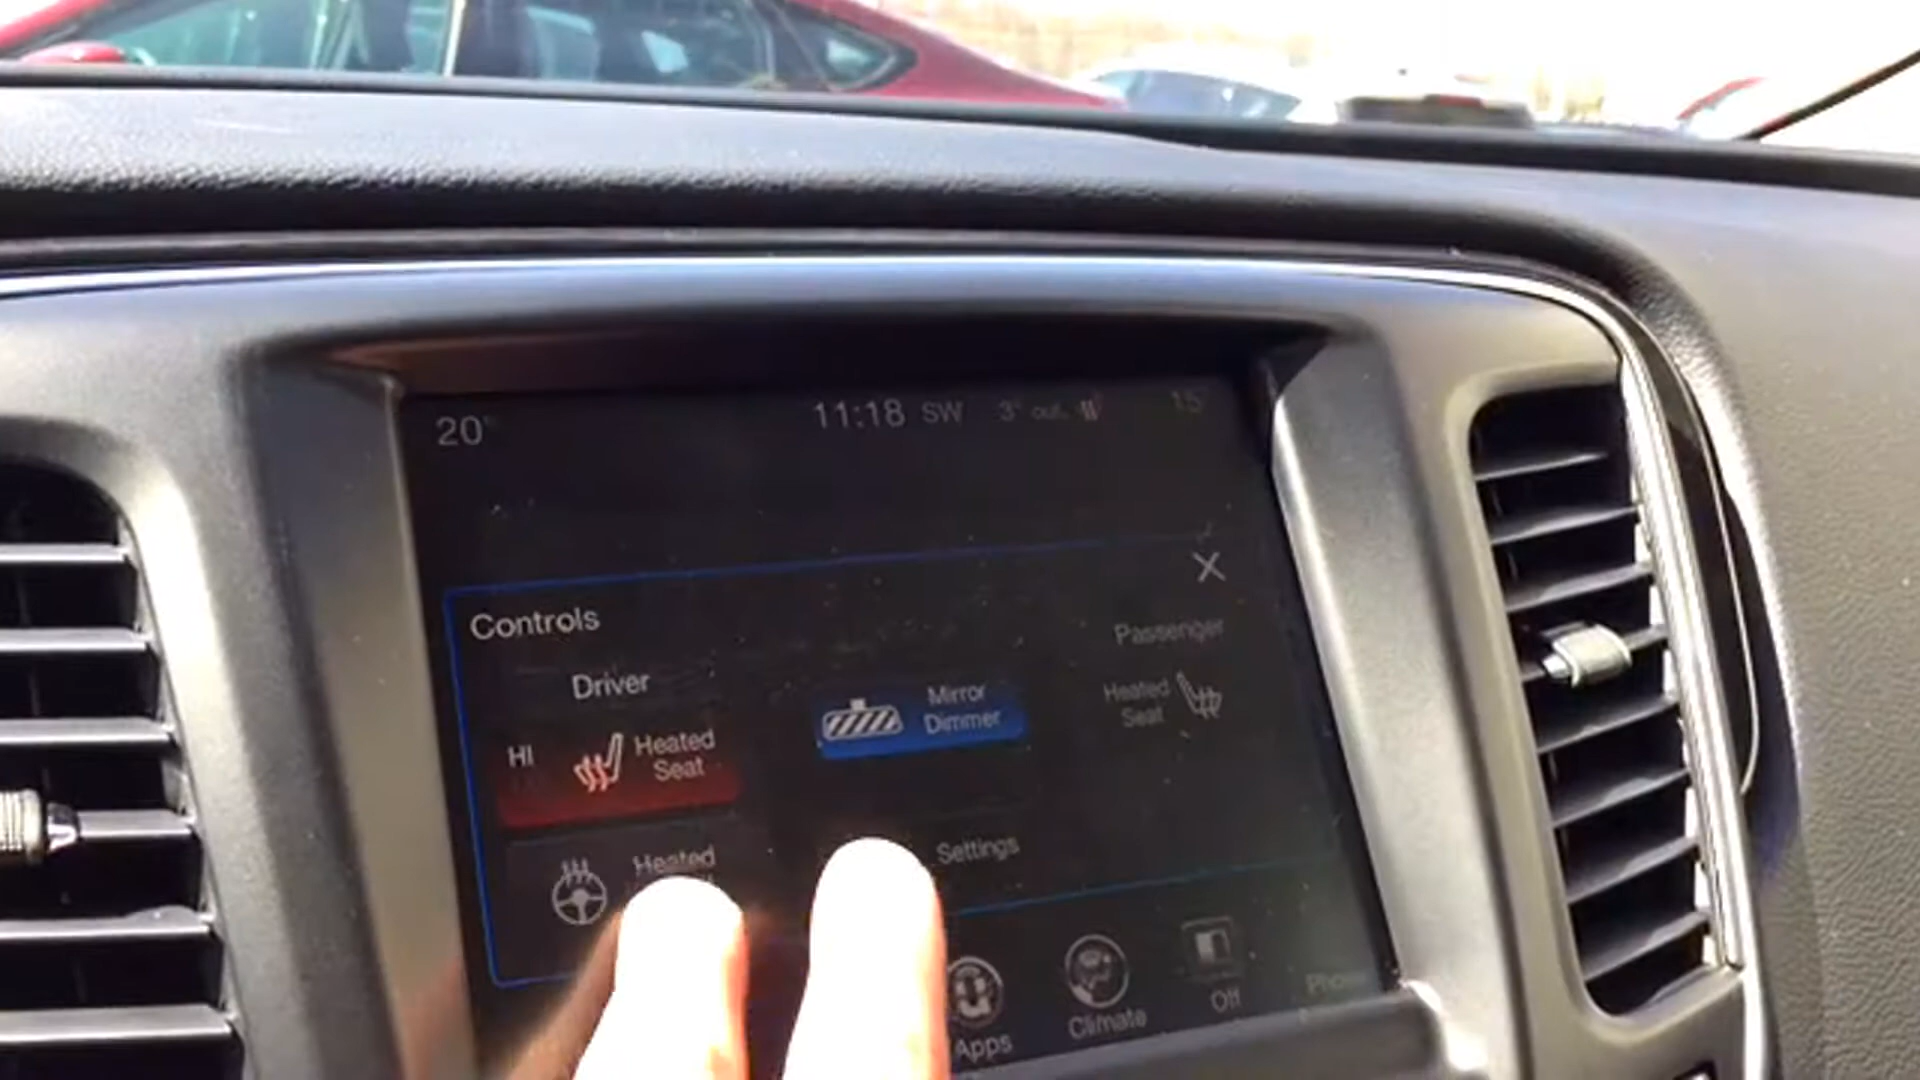 20°
11:18 SW 3° out.
15°
Controls
Driver
Passenger
Mirror
Dimmer
Heated
Seat
HI
Heated
Seat
Heated
Settings
Apps
Climate
Off
Phone